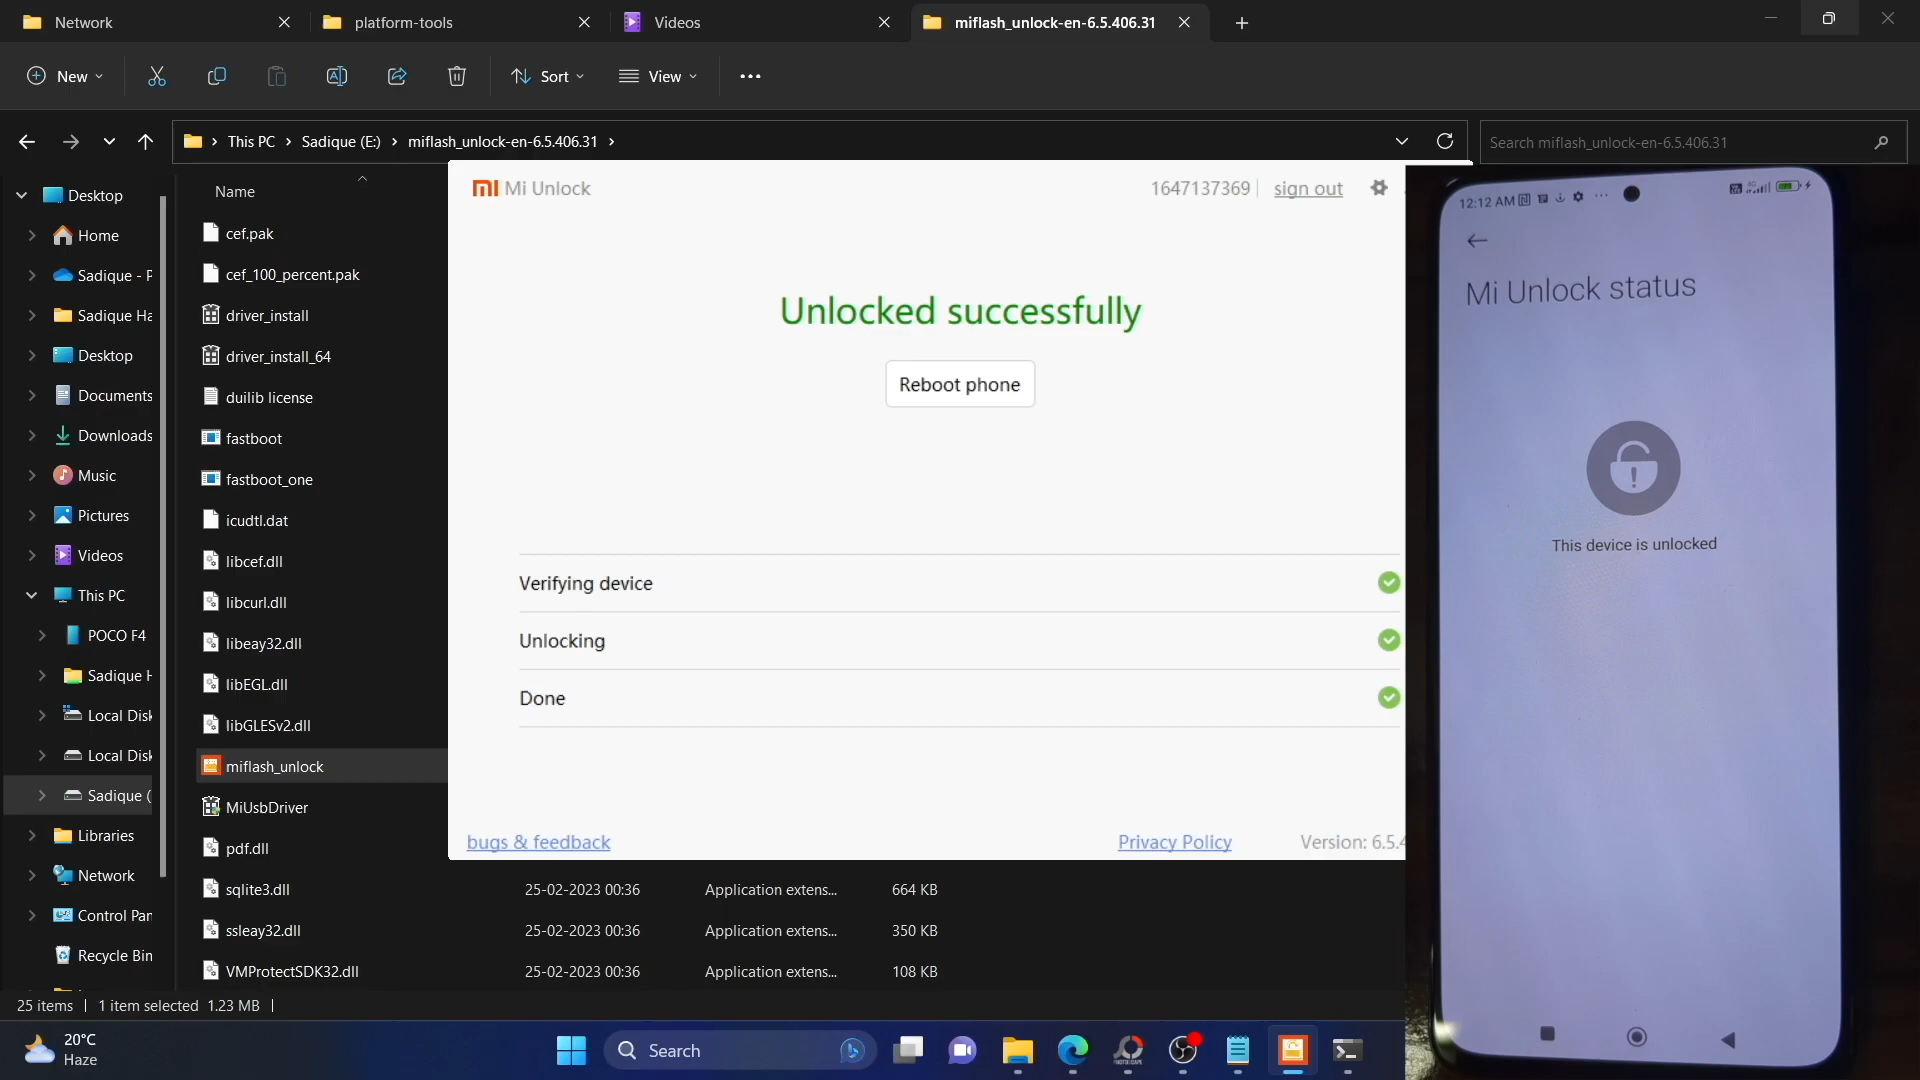 Network
platform-tools
Videos
miflash_unlock-en-6.5.406.31
New
Sort
View
This PC
Sadique (E:)
miflash_unlock-en-6.5.406.31
Search miflash_unlock-en-6.5.406.31
Desktop
Home
Sadique - P
Sadique Ha
Desktop
Documents
Downloads
Music
Pictures
Videos
This PC
POCO F4
Sadique H
Local Disk
Local Disk
Sadique (
Libraries
Network
Control Pan
Recycle Bin
Name
cef.pak
cef_100_percent.pak
driver_install
driver_install_64
duilib license
fastboot
fastboot_one
icudtl.dat
libcef.dll
libcurl.dll
libeay32.dll
libEGL.dll
libGLESv2.dll
miflash_unlock
MiUsbDriver
pdf.dll
sqlite3.dll 25-02-2023 00:36 Application extens... 664 KB
ssleay32.dll 25-02-2023 00:36 Application extens... 350 KB
VMProtectSDK32.dll 25-02-2023 00:36 Application extens... 108 KB
Mi Unlock
1647137369
sign out
Unlocked successfully
Reboot phone
Verifying device
Unlocking
Done
bugs & feedback
Privacy Policy
Version: 6.5.4
12:12 AM
Mi Unlock status
This device is unlocked
25 items
1 item selected 1.23 MB
20°C
Haze
Search